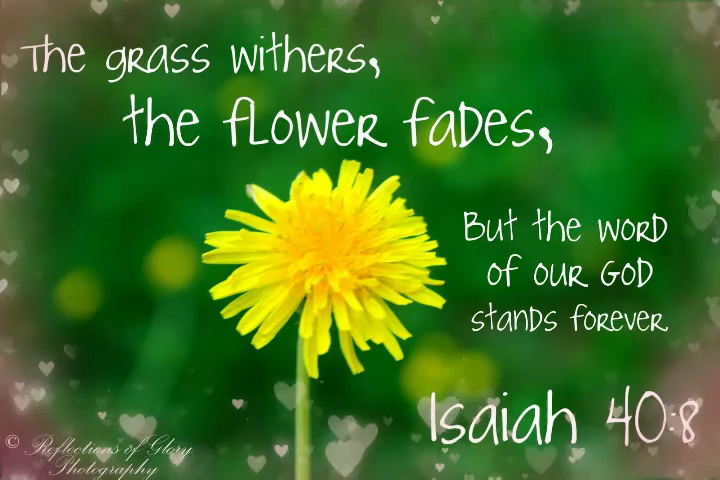 The grass withers,
the flower fades,
But the word
of our God
stands forever
Isaiah 40:8
© Reflections of Glory
Photography